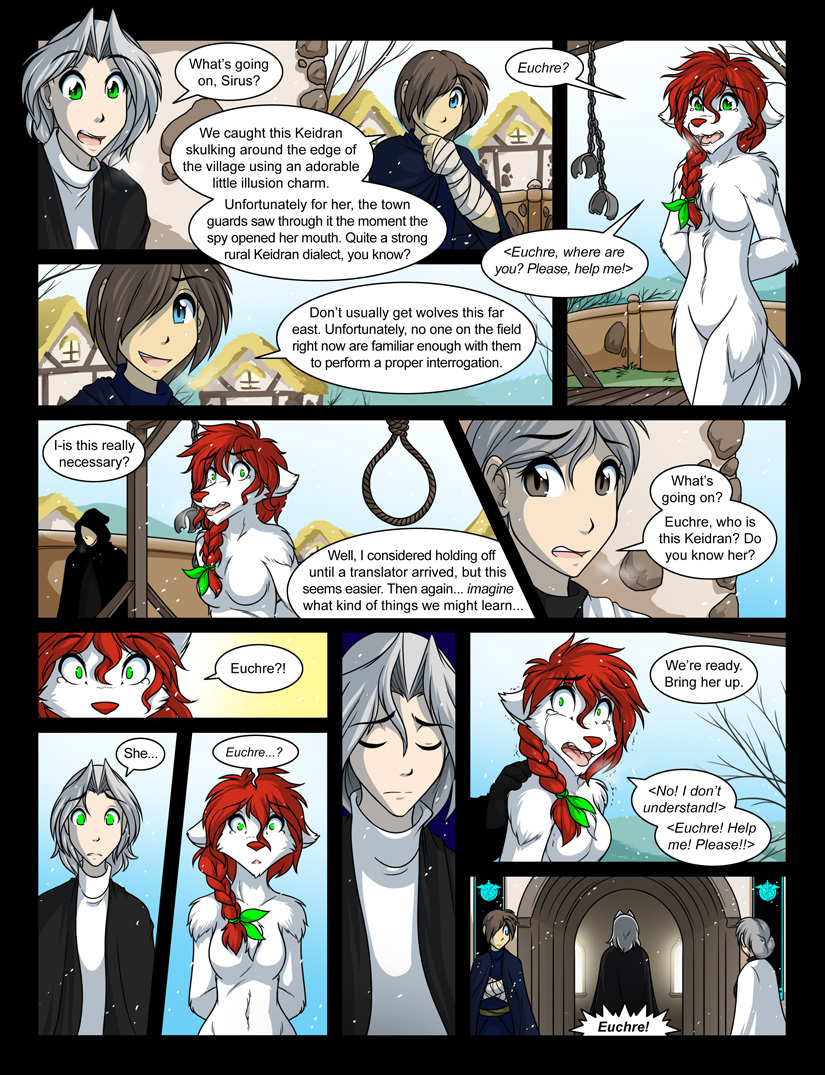 What's going
on, Sirus?
We caught this Keidran
skulking around the edge of
the village using an adorable
little illusion charm.
Unfortunately for her, the town
guards saw through it the moment the
spy opened her mouth. Quite a strong
rural Keidran dialect, you know?
Euchre?
<Euchre, where are
you? Please, help me!>
Don't usually get wolves this far
east. Unfortunately, no one on the field
right now are familiar enough with them
to perform a proper interrogation.
I-is this really
necessary?
Well, I considered holding off
until a translator arrived, but this
seems easier. Then again... imagine
what kind of things we might learn...
What's
going on?
Euchre, who is
this Keidran? Do
you know her?
Euchre?!
She...
Euchre...?
We're ready.
Bring her up.
<No! I don't
understand!>
<Euchre! Help
me! Please!!>
Euchre!